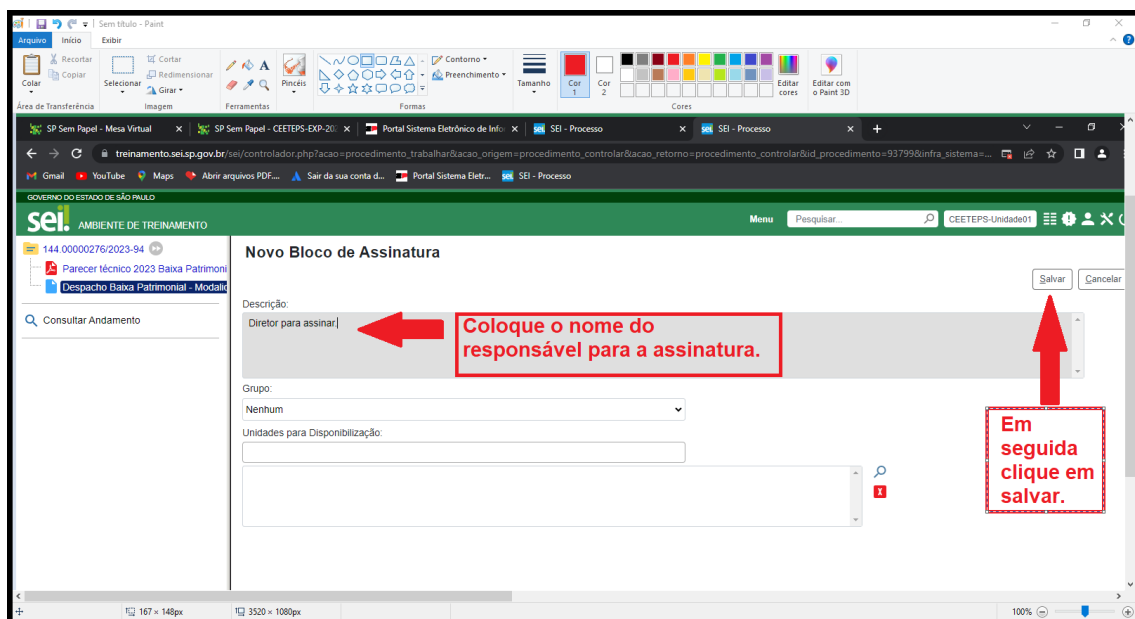 Sem título - Paint
Arquivo Início Exibir
Colar
Recortar
Copiar
Área de Transferência
Selecionar
Cortar
Redimensionar
Girar
Imagem
A
Ferramentas
Pincéis
Contorno
Preenchimento
Formas
Tamanho
Cor 1
Cor 2
Editar cores
Cores
Editar com o Paint 3D
SP Sem Papel - Mesa Virtual
SP Sem Papel - CEETEPS-EXP-202
Portal Sistema Eletrônico de Infor
SEI - Processo
SEI - Processo
treinamento.sei.sp.gov.br/sei/controlador.php?acao=procedimento_trabalhar&acao_origem=procedimento_controlar&acao_retorno=procedimento_controlar&id_procedimento=93799&infra_sistema=...
Gmail YouTube Maps Abrir arquivos PDF.... Sair da sua conta d... Portal Sistema Eletr... SEI - Processo
GOVERNO DO ESTADO DE SÃO PAULO
sei. AMBIENTE DE TREINAMENTO
Menu Pesquisar... CEETEPS-Unidade01
144.00000276/2023-94
Parecer técnico 2023 Baixa Patrimoni
Despacho Baixa Patrimonial - Modalid
Consultar Andamento
Novo Bloco de Assinatura
Salvar Cancelar
Descrição:
Diretor para assinar.
Coloque o nome do
responsável para a assinatura.
Grupo:
Nenhum
Unidades para Disponibilização:
Em
seguida
clique em
salvar.
167 × 148px 3520 × 1080px 100%